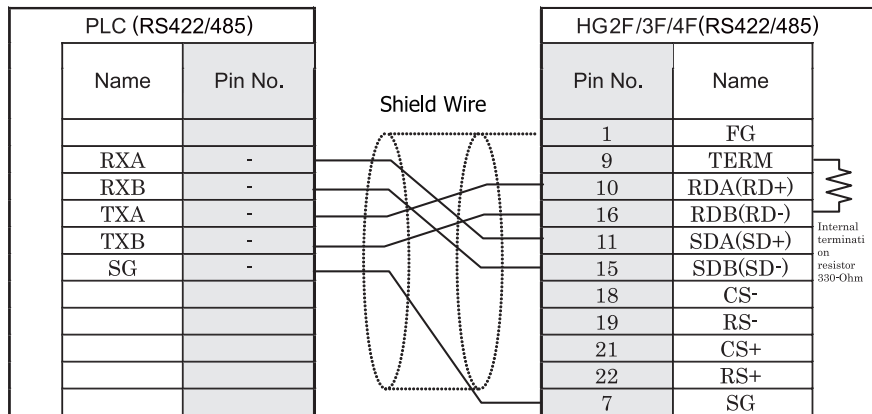 PLC (RS422/485)
Name Pin No.
RXA -
RXB -
TXA -
TXB -
SG -
Shield Wire
HG2F/3F/4F(RS422/485)
Pin No. Name
1 FG
9 TERM
10 RDA(RD+)
16 RDB(RD-)
11 SDA(SD+)
15 SDB(SD-)
18 CS-
19 RS-
21 CS+
22 RS+
7 SG
Internal
terminati
on
resistor
330-Ohm